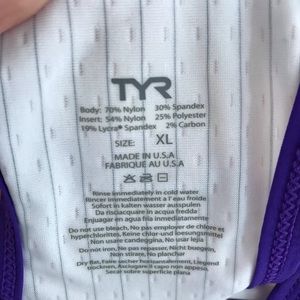 TYR
Body: 70% Nylon 30% Spandex
Insert: 54% Nylon 25% Polyester
19% Lycra® Spandex 2% Carbon
SIZE: XL
MADE IN U.S.A
FABRIQUE AU U.S.A
Rinse immediately in cold water
Rincer immediatement a l'eau froide
Sofort in kalten wasser ausspulen
Da risciacquare in acqua fredda
Enjuagar en agua fria inmediatamente
Do not use bleach, No pas employer de chlore et
hyperchlorites, Keine chlor-und loesungsmittel
Non usare candeggina, No usar lejia
Do not iron, Ne pas repasser, Nicht buegeln,
Non stirare, No planchar
Dry flat, Faire secher horizontalement, Liegend
trocknen, Asciugare il capo non appeso,
Secar sobre superficie plana